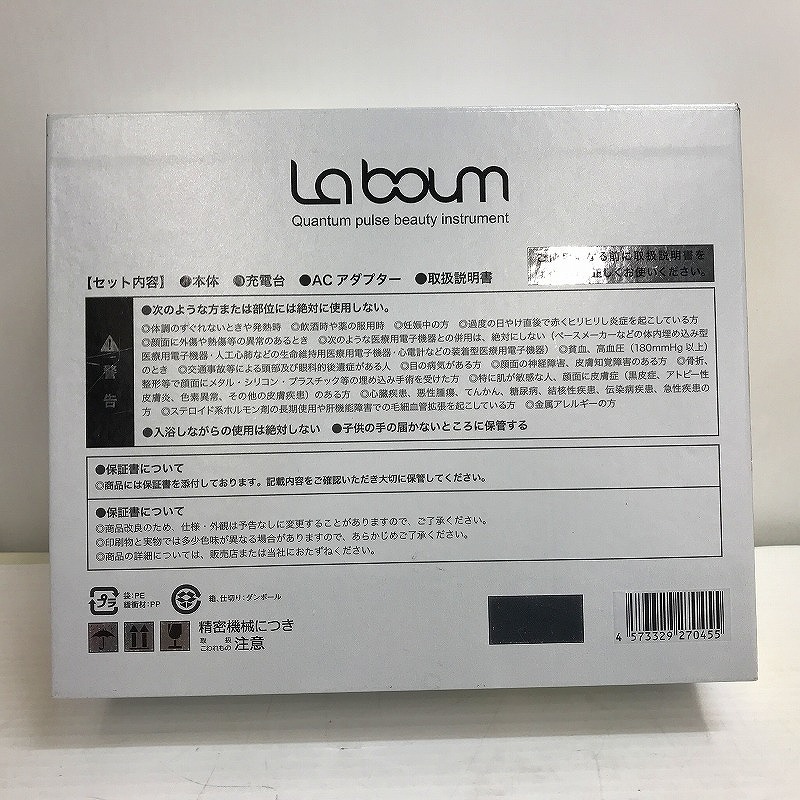 La boum
Quantum pulse beauty instrument
なる前に取扱説明書を
正しくお使いください。
【セット内容】 ●本体 ●充電台 ●ACアダプター ●取扱説明書
警告
●次のような方または部位には絶対に使用しない。
◎体調のすぐれないときや発熱時 ◎飲酒時や薬の服用時 ◎妊娠中の方 ◎過度の日やけ直後で赤くヒリヒリし炎症を起こしている方
◎顔面に外傷や熱傷等の異常のあるとき ◎次のような医療用電子機器との併用は、絶対にしない（ペースメーカーなどの体内埋め込み型
医療用電子機器・人工心肺などの生命維持用医療用電子機器・心電計などの装着型医療用電子機器） ◎貧血、高血圧（180mmHg 以上）
のとき ◎交通事故等による頭部及び眼科的後遺症がある人 ◎目の病気がある方 ◎顔面の神経障害、皮膚知覚障害のある方 ◎骨折、
整形等で顔面にメタル・シリコン・プラスチック等の埋め込み手術を受けた方 ◎特に肌が敏感な人、顔面に皮膚症（黒皮症、アトピー性
皮膚炎、色素異常、その他の皮膚疾患）のある方 ◎心臓疾患、悪性腫瘍、てんかん、糖尿病、結核性疾患、伝染病疾患、急性疾患の
方 ◎ステロイド系ホルモン剤の長期使用や肝機能障害での毛細血管拡張を起こしている方 ◎金属アレルギーの方
●入浴しながらの使用は絶対しない ●子供の手の届かないところに保管する
●保証書について
◎商品には保証書を添付しております。記載内容をご確認いただき大切に保管してください。
●保証書について
◎商品改良のため、仕様・外観は予告なしに変更することがありますので、ご了承ください。
◎印刷物と実物では多少色味が異なる場合がありますので、あらかじめご了承ください。
◎商品の詳細については、販売店または当社におたずねください。
プラ
袋:PE
緩衝材:PP
箱、仕切り:ダンボール
精密機械につき
取扱注意
こわれもの
4 573329 270455